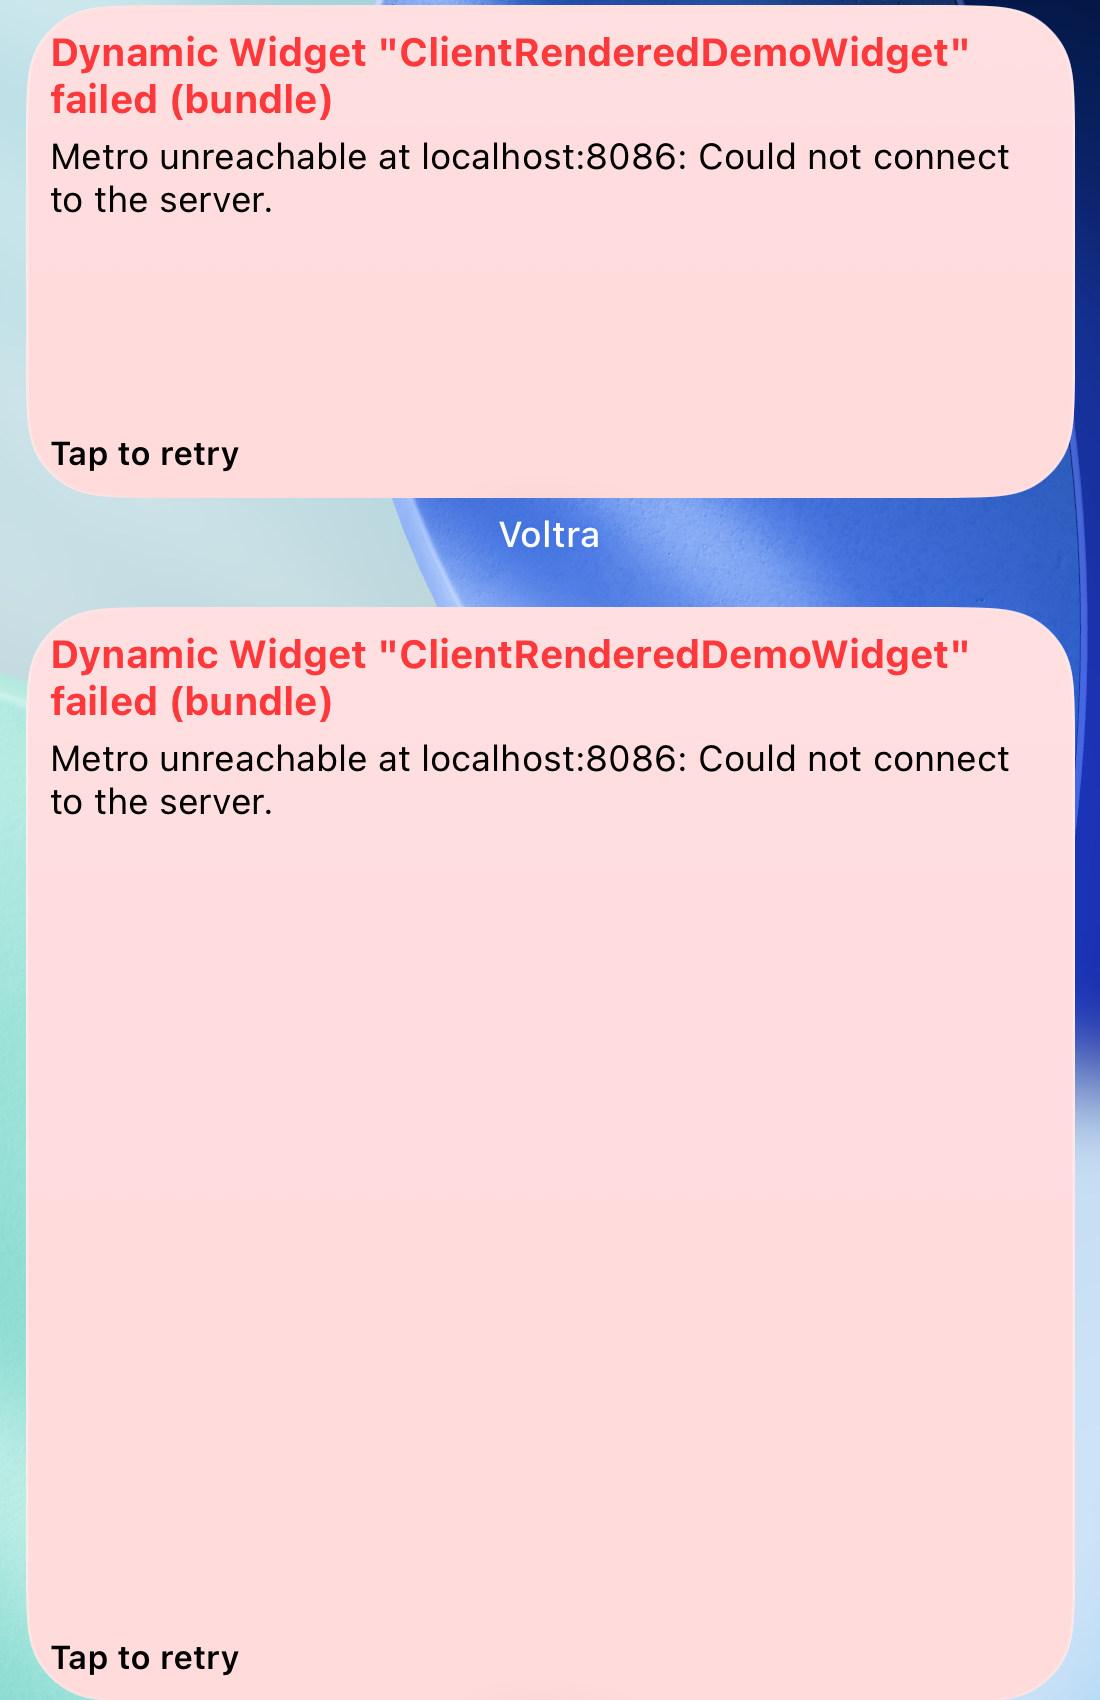 Dynamic Widget "ClientRenderedDemoWidget"
failed (bundle)
Metro unreachable at localhost:8086: Could not connect
to the server.
Tap to retry
Voltra
Dynamic Widget "ClientRenderedDemoWidget"
failed (bundle)
Metro unreachable at localhost:8086: Could not connect
to the server.
Tap to retry